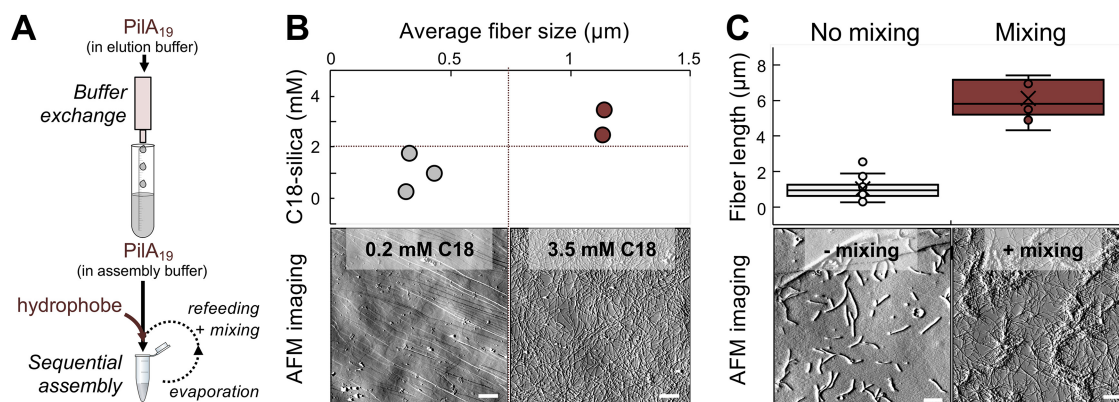 A
PilA19
(in elution buffer)
Buffer
exchange
PilA19
(in assembly buffer)
hydrophobe
refeeding
+ mixing
Sequential
assembly
evaporation
B
Average fiber size (μm)
0
0.5
1
1.5
C18-silica (mM)
4
2
0
AFM imaging
0.2 mM C18
3.5 mM C18
C
No mixing
Mixing
Fiber length (μm)
8
6
4
2
0
AFM imaging
- mixing
+ mixing